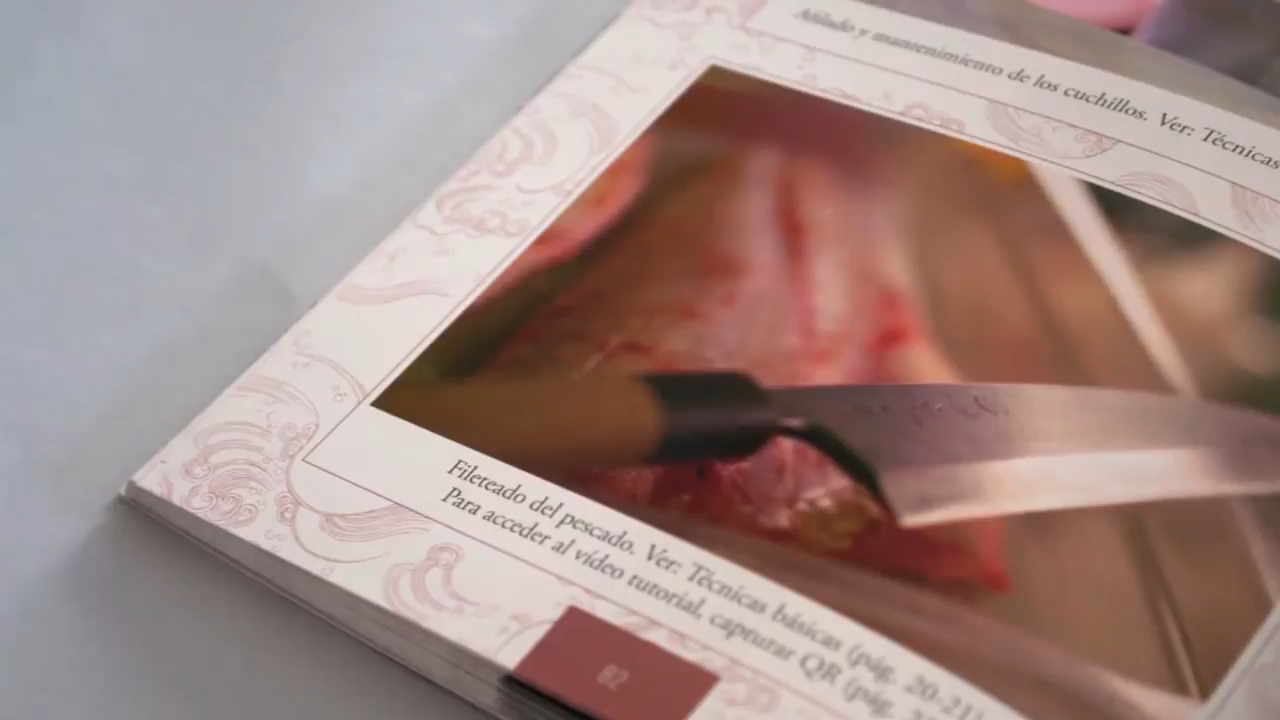 Afilado y mantenimiento de los cuchillos. Ver: Técnicas
Fileteado del pescado. Ver: Técnicas básicas (pág. 20-21)
Para acceder al vídeo tutorial, capturar QR (pág.